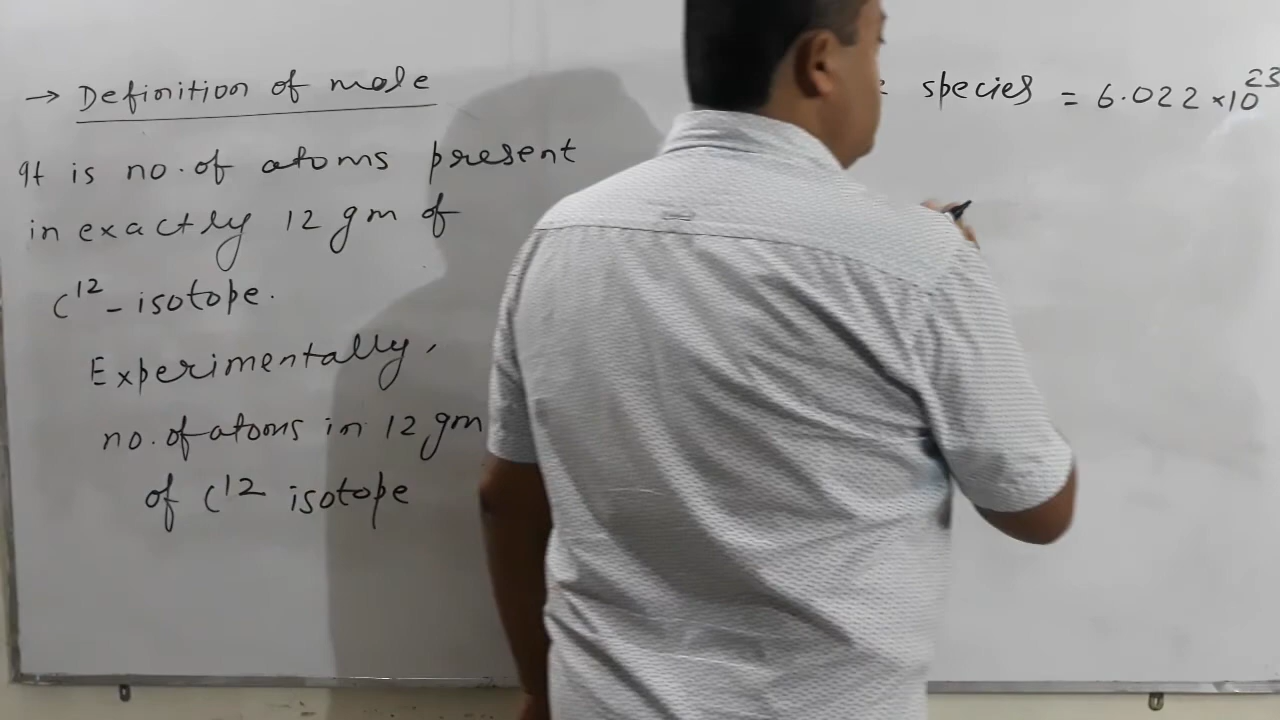 → Definition of mole
It is no. of atoms present
in exactly 12 gm of
C¹² - isotope.
Experimentally,
no. of atoms in 12 gm
of C¹² isotope
species = 6.022 × 10²³